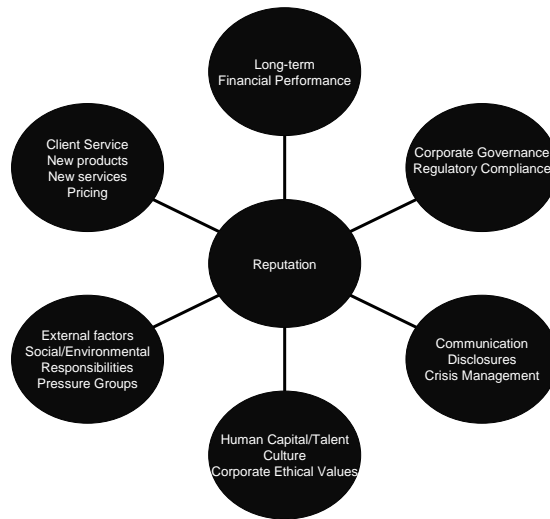 Long-term
Financial Performance
Client Service
New products
New services
Pricing
Corporate Governance
Regulatory Compliance
Reputation
External factors
Social/Environmental
Responsibilities
Pressure Groups
Communication
Disclosures
Crisis Management
Human Capital/Talent
Culture
Corporate Ethical Values